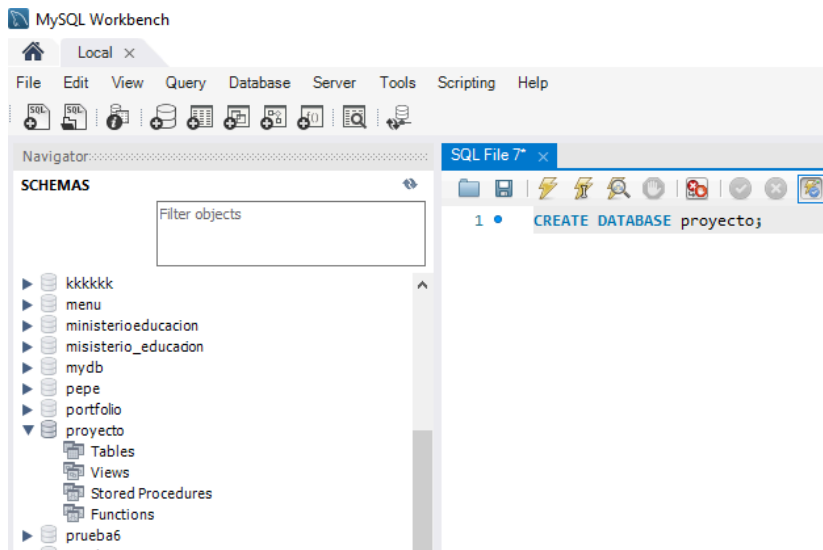 MySQL Workbench
Local
File Edit View Query Database Server Tools Scripting Help
Navigator
SCHEMAS
Filter objects
kkkkkk
menu
ministerioeducacion
misisterio_educacion
mydb
pepe
portfolio
proyecto
Tables
Views
Stored Procedures
Functions
prueba6
SQL File 7*
1 CREATE DATABASE proyecto;